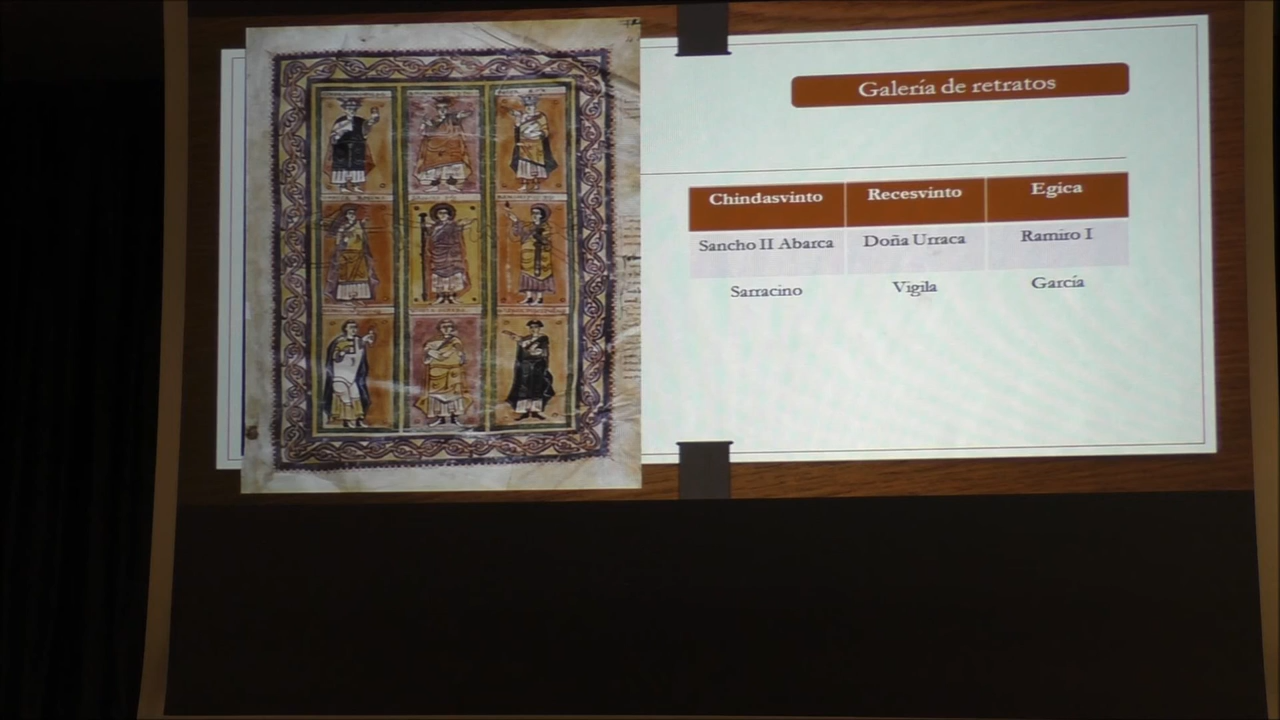 Galería de retratos
Chindasvinto Recesvinto Egica
Sancho II Abarca Doña Urraca Ramiro I
Sarracino Vigila García